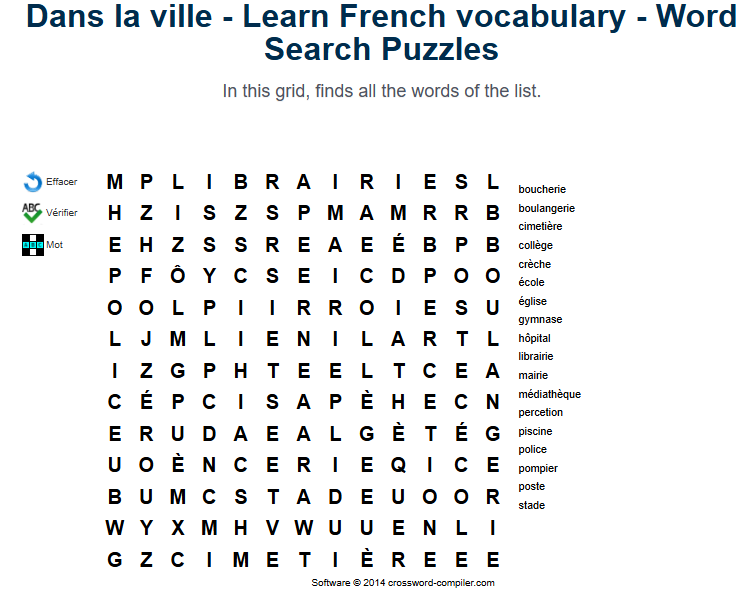 Dans la ville - Learn French vocabulary - Word
Search Puzzles
In this grid, finds all the words of the list.
Effacer
ABC Vérifier
ABC Mot
M P L I B R A I R I E S L
H Z I S Z S P M A M R R B
E H Z S S R E A E É B P B
P F Ô Y C S E I C D P O O
O O L P I I R R O I E S U
L J M L I E N I L A R T L
I Z G P H T E E L T C E A
C É P C I S A P È H E C N
E R U D A E A L G È T É G
U O È N C E R I E Q I C E
B U M C S T A D E U O O R
W Y X M H V W U U E N L I
G Z C I M E T I È R E E E
boucherie
boulangerie
cimetière
collège
crèche
école
église
gymnase
hôpital
librairie
mairie
médiathèque
percetion
piscine
police
pompier
poste
stade
Software © 2014 crossword-compiler.com